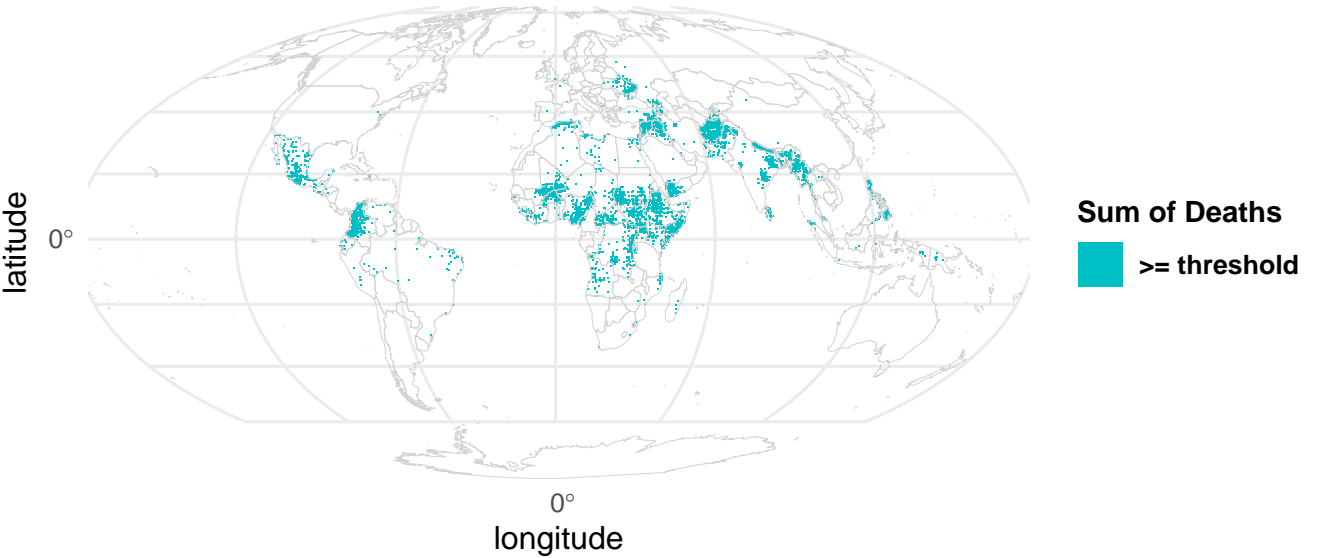 latitude
0°
0°
longitude
Sum of Deaths
>= threshold